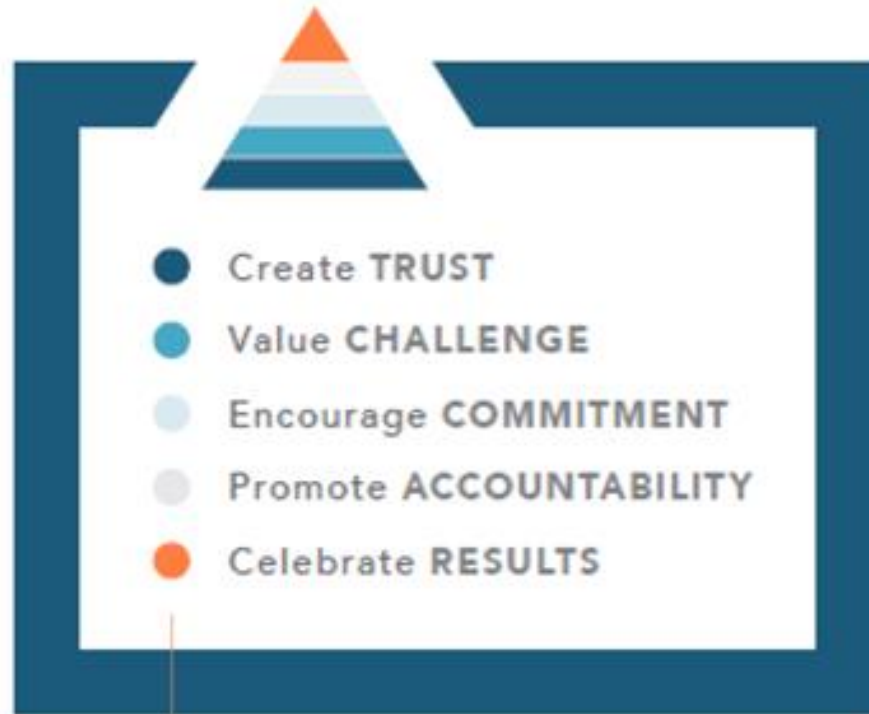 Create TRUST
Value CHALLENGE
Encourage COMMITMENT
Promote ACCOUNTABILITY
Celebrate RESULTS